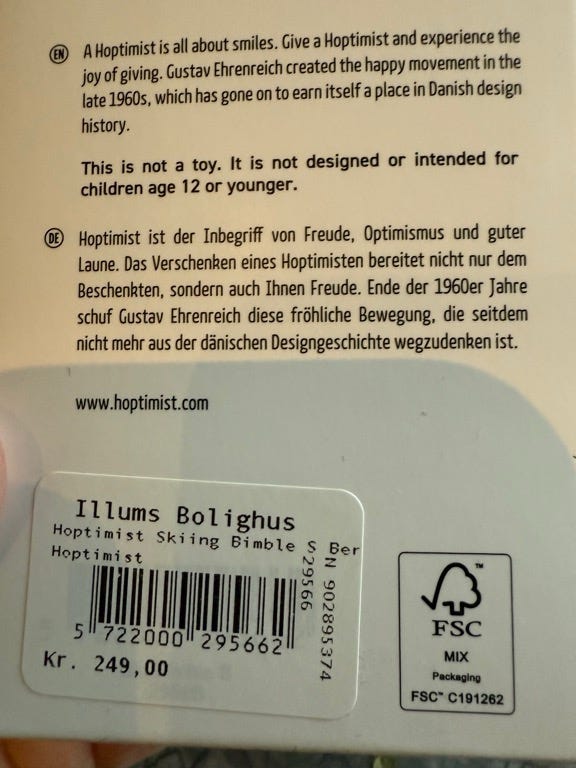 EN A Hoptimist is all about smiles. Give a Hoptimist and experience the
joy of giving. Gustav Ehrenreich created the happy movement in the
late 1960s, which has gone on to earn itself a place in Danish design
history.
This is not a toy. It is not designed or intended for
children age 12 or younger.
DE Hoptimist ist der Inbegriff von Freude, Optimismus und guter
Laune. Das Verschenken eines Hoptimisten bereitet nicht nur dem
Beschenkten, sondern auch Ihnen Freude. Ende der 1960er Jahre
schuf Gustav Ehrenreich diese fröhliche Bewegung, die seitdem
nicht mehr aus der dänischen Designgeschichte wegzudenken ist.
www.hoptimist.com
Illums Bolighus
Hoptimist Skiing Bimble S Ber
Hoptimist
5 722000 295662
Kr. 249,00
29566
N 902895374
FSC
MIX
Packaging
FSC™ C191262